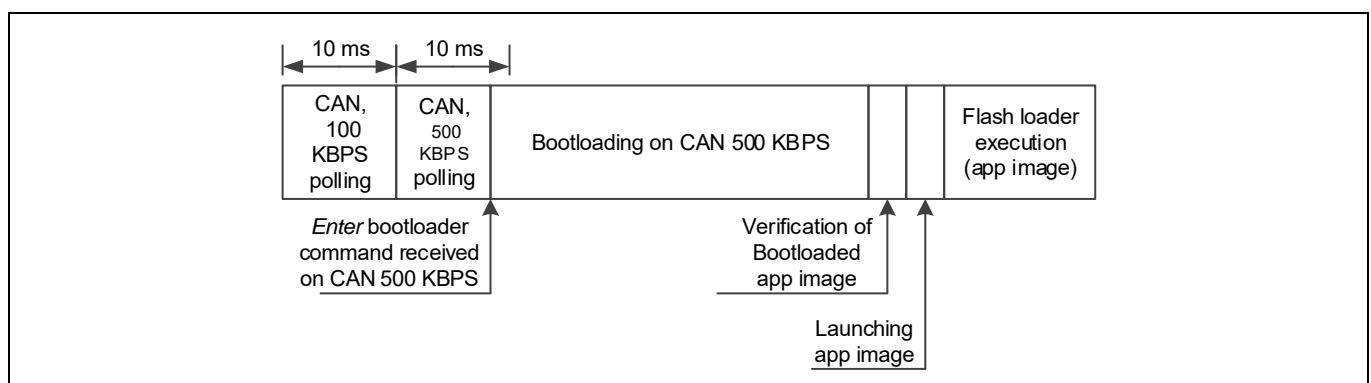 10 ms
10 ms
CAN,
100
KBPS
polling
CAN,
500
KBPS
polling
Bootloading on CAN 500 KBPS
Flash loader
execution
(app image)
Enter bootloader
command received
on CAN 500 KBPS
Verification of
Bootloaded
app image
Launching
app image